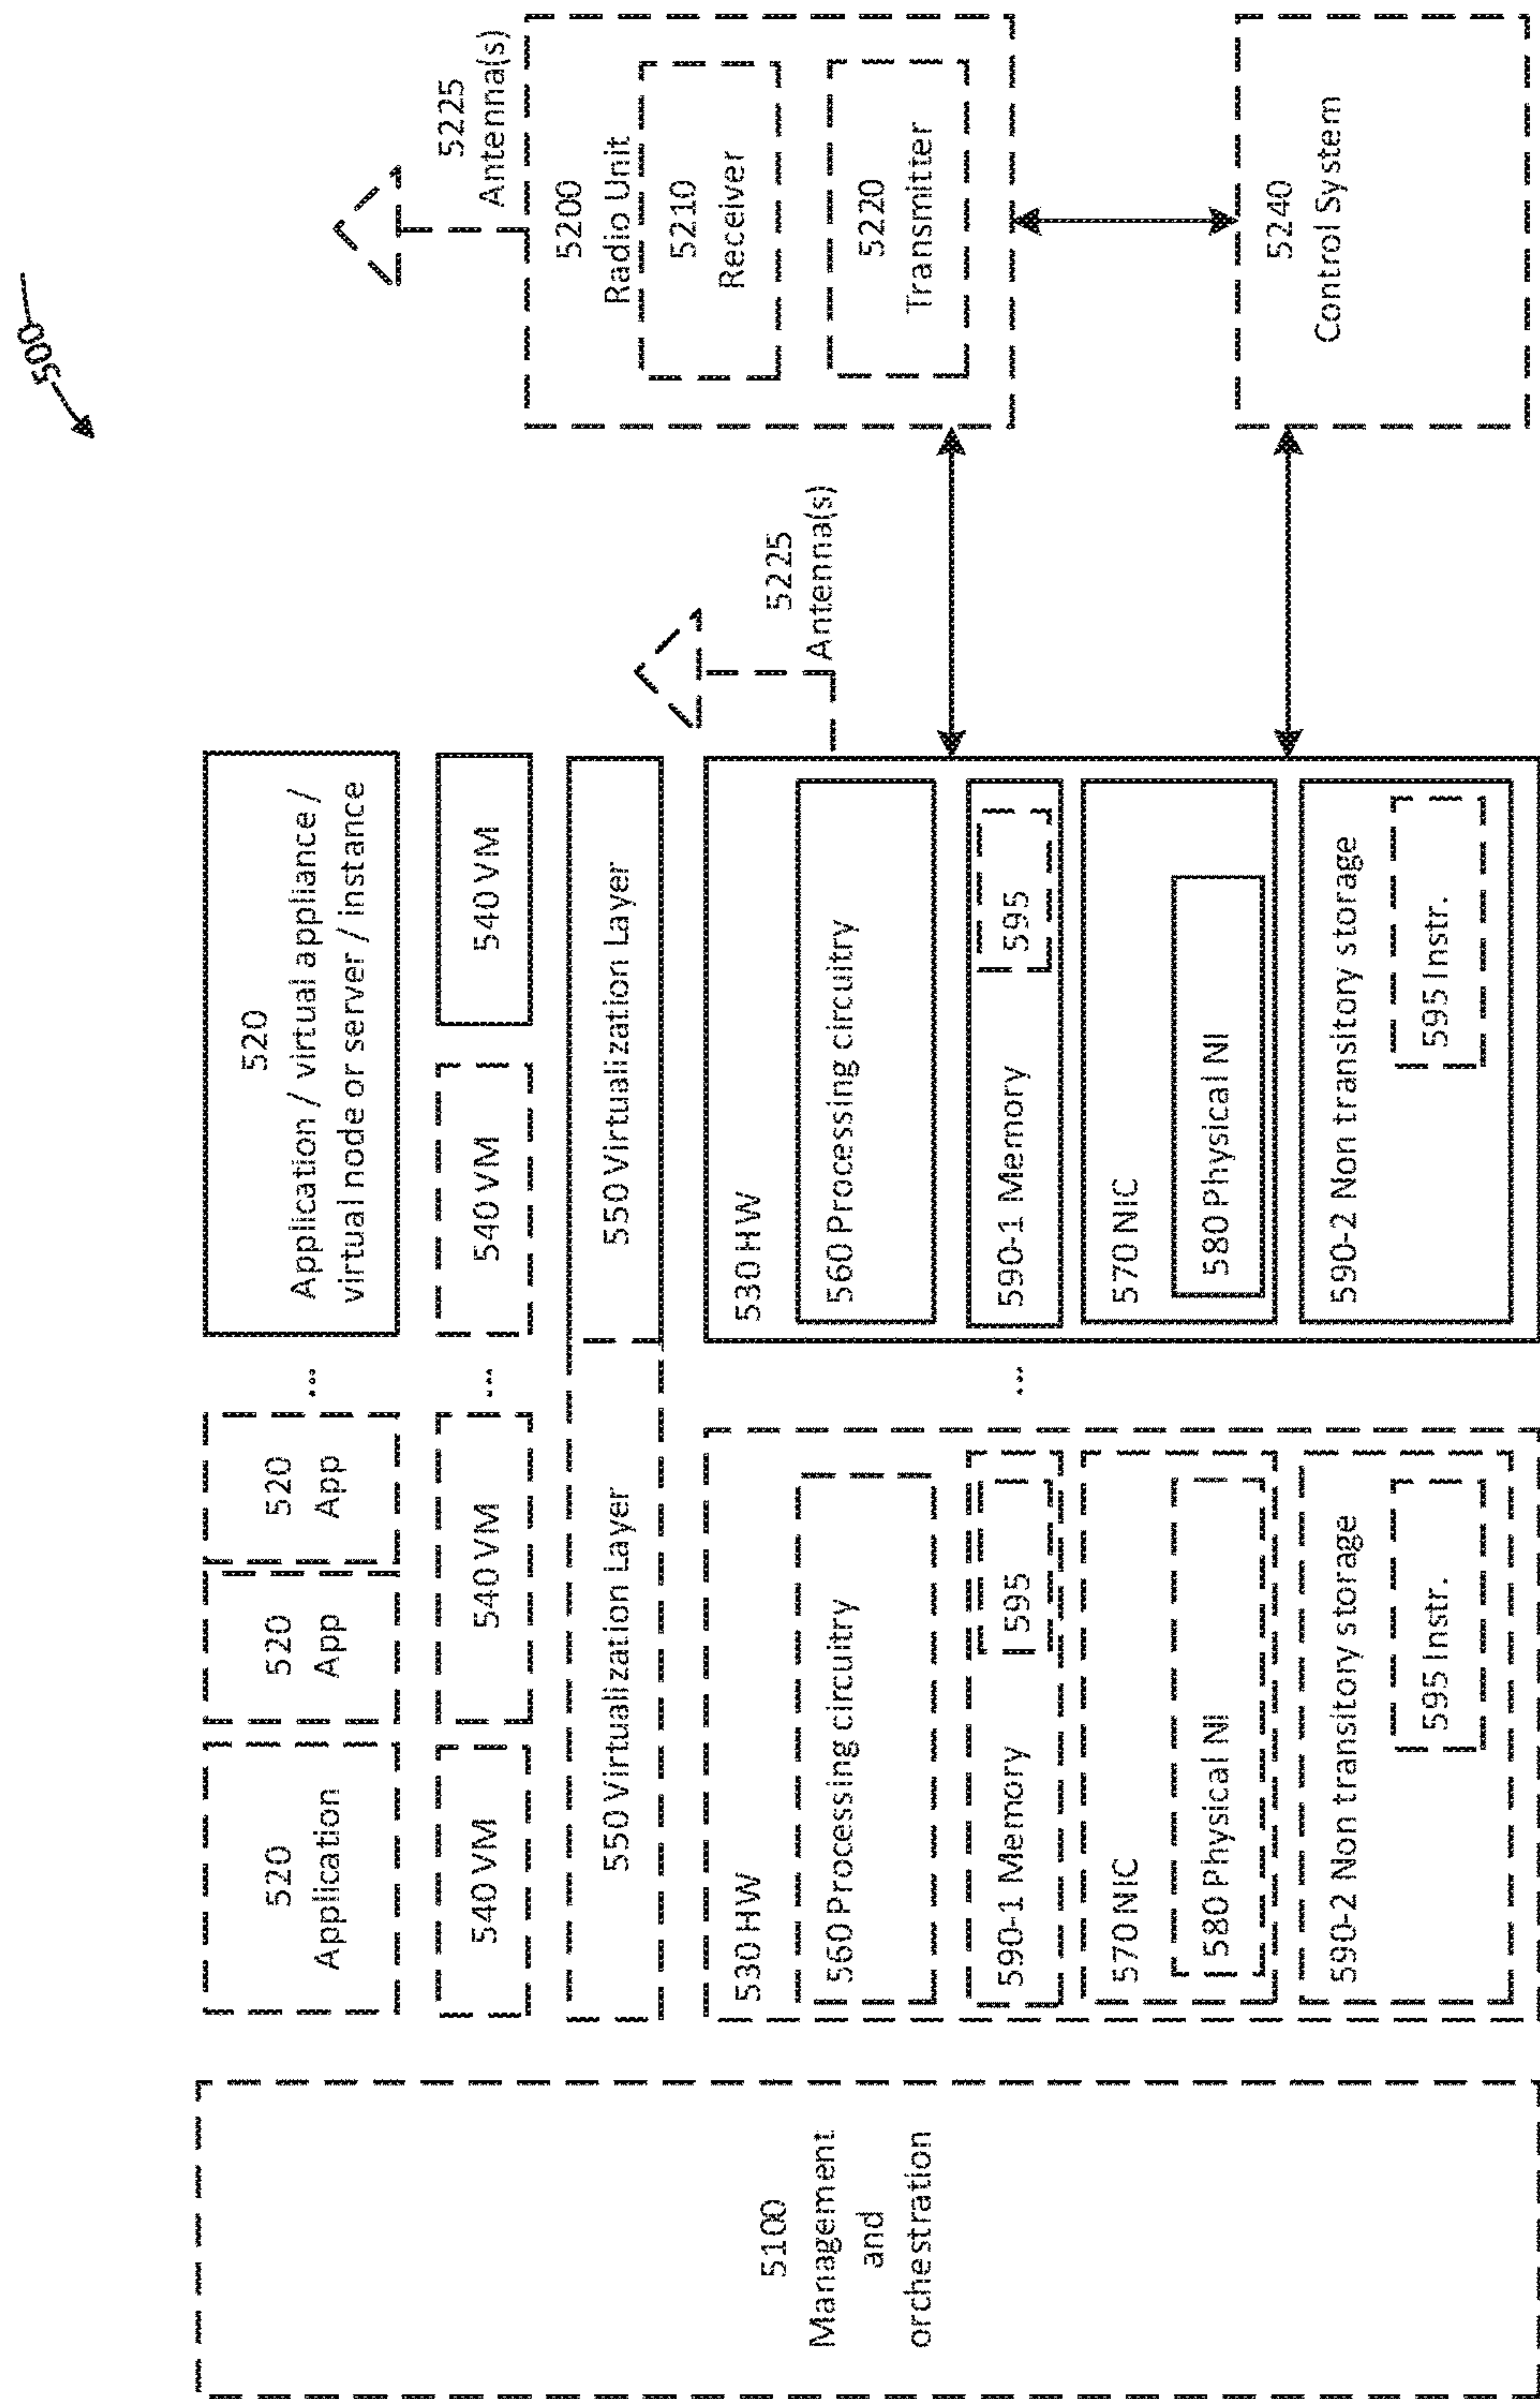 500
5100
Management
and
orchestration
520
Application
520
App
520
App
...
520
Application / virtual appliance /
virtual node or server / instance
540 VM
540 VM
...
540 VM
540 VM
550 Virtualization Layer
550 Virtualization Layer
530 HW
560 Processing circuitry
590-1 Memory
595
570 NIC
580 Physical NI
590-2 Non transitory storage
595 Instr.
...
530 HW
560 Processing circuitry
590-1 Memory
595
570 NIC
580 Physical NI
590-2 Non transitory storage
595 Instr.
5225
Antenna(s)
5225
Antenna(s)
5200
Radio Unit
5210
Receiver
5220
Transmitter
5240
Control System